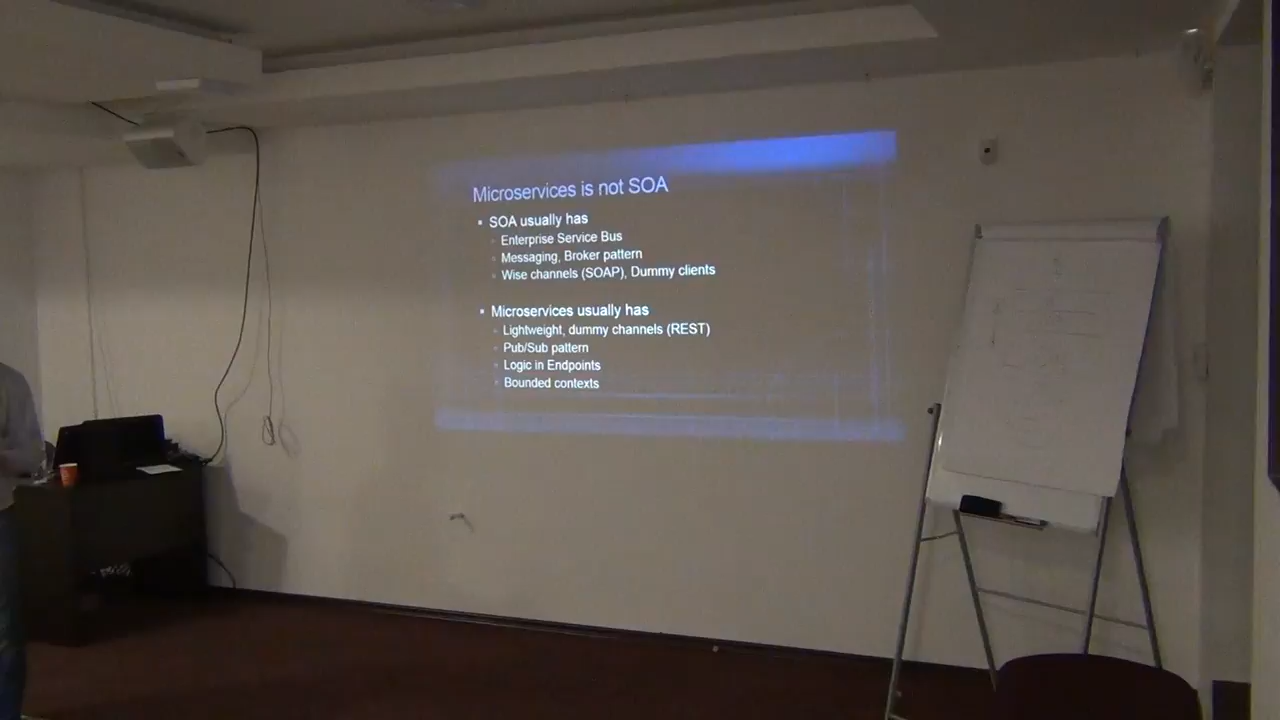 Microservices is not SOA
SOA usually has
Enterprise Service Bus
Messaging, Broker pattern
Wise channels (SOAP), Dummy clients
Microservices usually has
Lightweight, dummy channels (REST)
Pub/Sub pattern
Logic in Endpoints
Bounded contexts